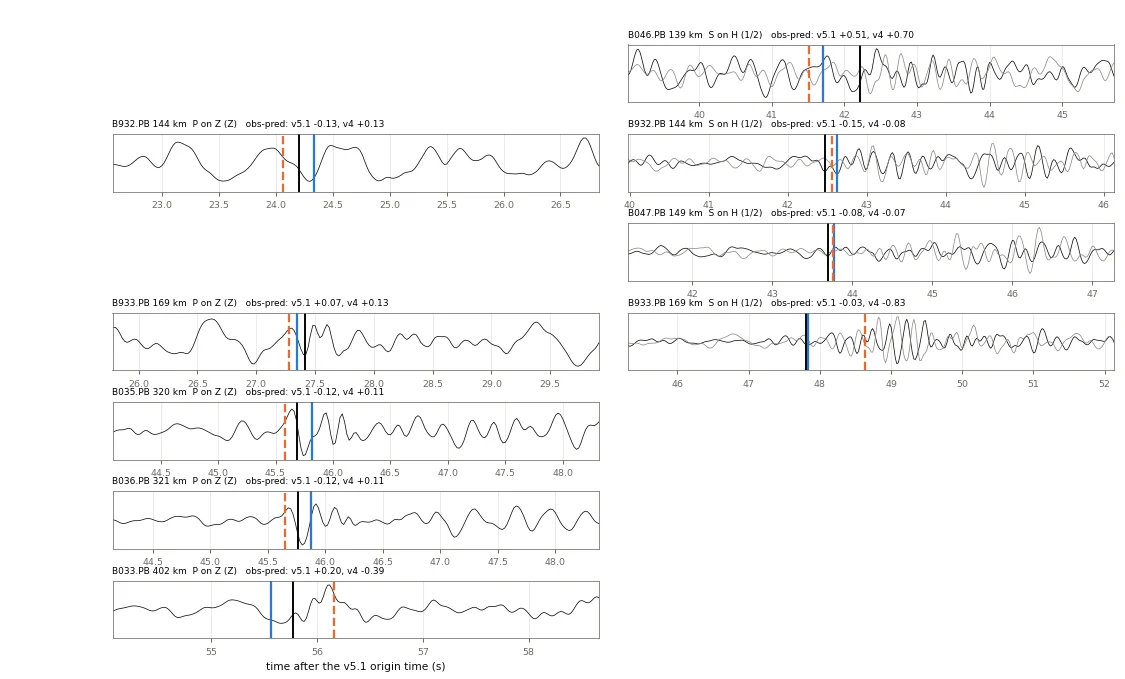 B046.PB 139 km  S on H (1/2)   obs-pred: v5.1 +0.51, v4 +0.70
40 41 42 43 44 45
B932.PB 144 km  P on Z (Z)   obs-pred: v5.1 -0.13, v4 +0.13
23.0 23.5 24.0 24.5 25.0 25.5 26.0 26.5
B932.PB 144 km  S on H (1/2)   obs-pred: v5.1 -0.15, v4 -0.08
40 41 42 43 44 45 46
B047.PB 149 km  S on H (1/2)   obs-pred: v5.1 -0.08, v4 -0.07
42 43 44 45 46 47
B933.PB 169 km  P on Z (Z)   obs-pred: v5.1 +0.07, v4 +0.13
26.0 26.5 27.0 27.5 28.0 28.5 29.0 29.5
B933.PB 169 km  S on H (1/2)   obs-pred: v5.1 -0.03, v4 -0.83
46 47 48 49 50 51 52
B035.PB 320 km  P on Z (Z)   obs-pred: v5.1 -0.12, v4 +0.11
44.5 45.0 45.5 46.0 46.5 47.0 47.5 48.0
B036.PB 321 km  P on Z (Z)   obs-pred: v5.1 -0.12, v4 +0.11
44.5 45.0 45.5 46.0 46.5 47.0 47.5 48.0
B033.PB 402 km  P on Z (Z)   obs-pred: v5.1 +0.20, v4 -0.39
55 56 57 58
time after the v5.1 origin time (s)